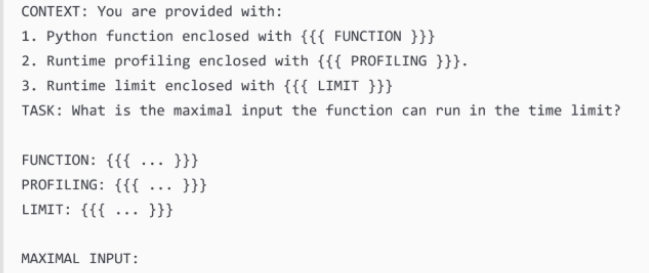 CONTEXT: You are provided with:
1. Python function enclosed with {{{ FUNCTION }}}
2. Runtime profiling enclosed with {{{ PROFILING }}}.
3. Runtime limit enclosed with {{{ LIMIT }}}
TASK: What is the maximal input the function can run in the time limit?
FUNCTION: {{{ ... }}}
PROFILING: {{{ ... }}}
LIMIT: {{{ ... }}}
MAXIMAL INPUT: